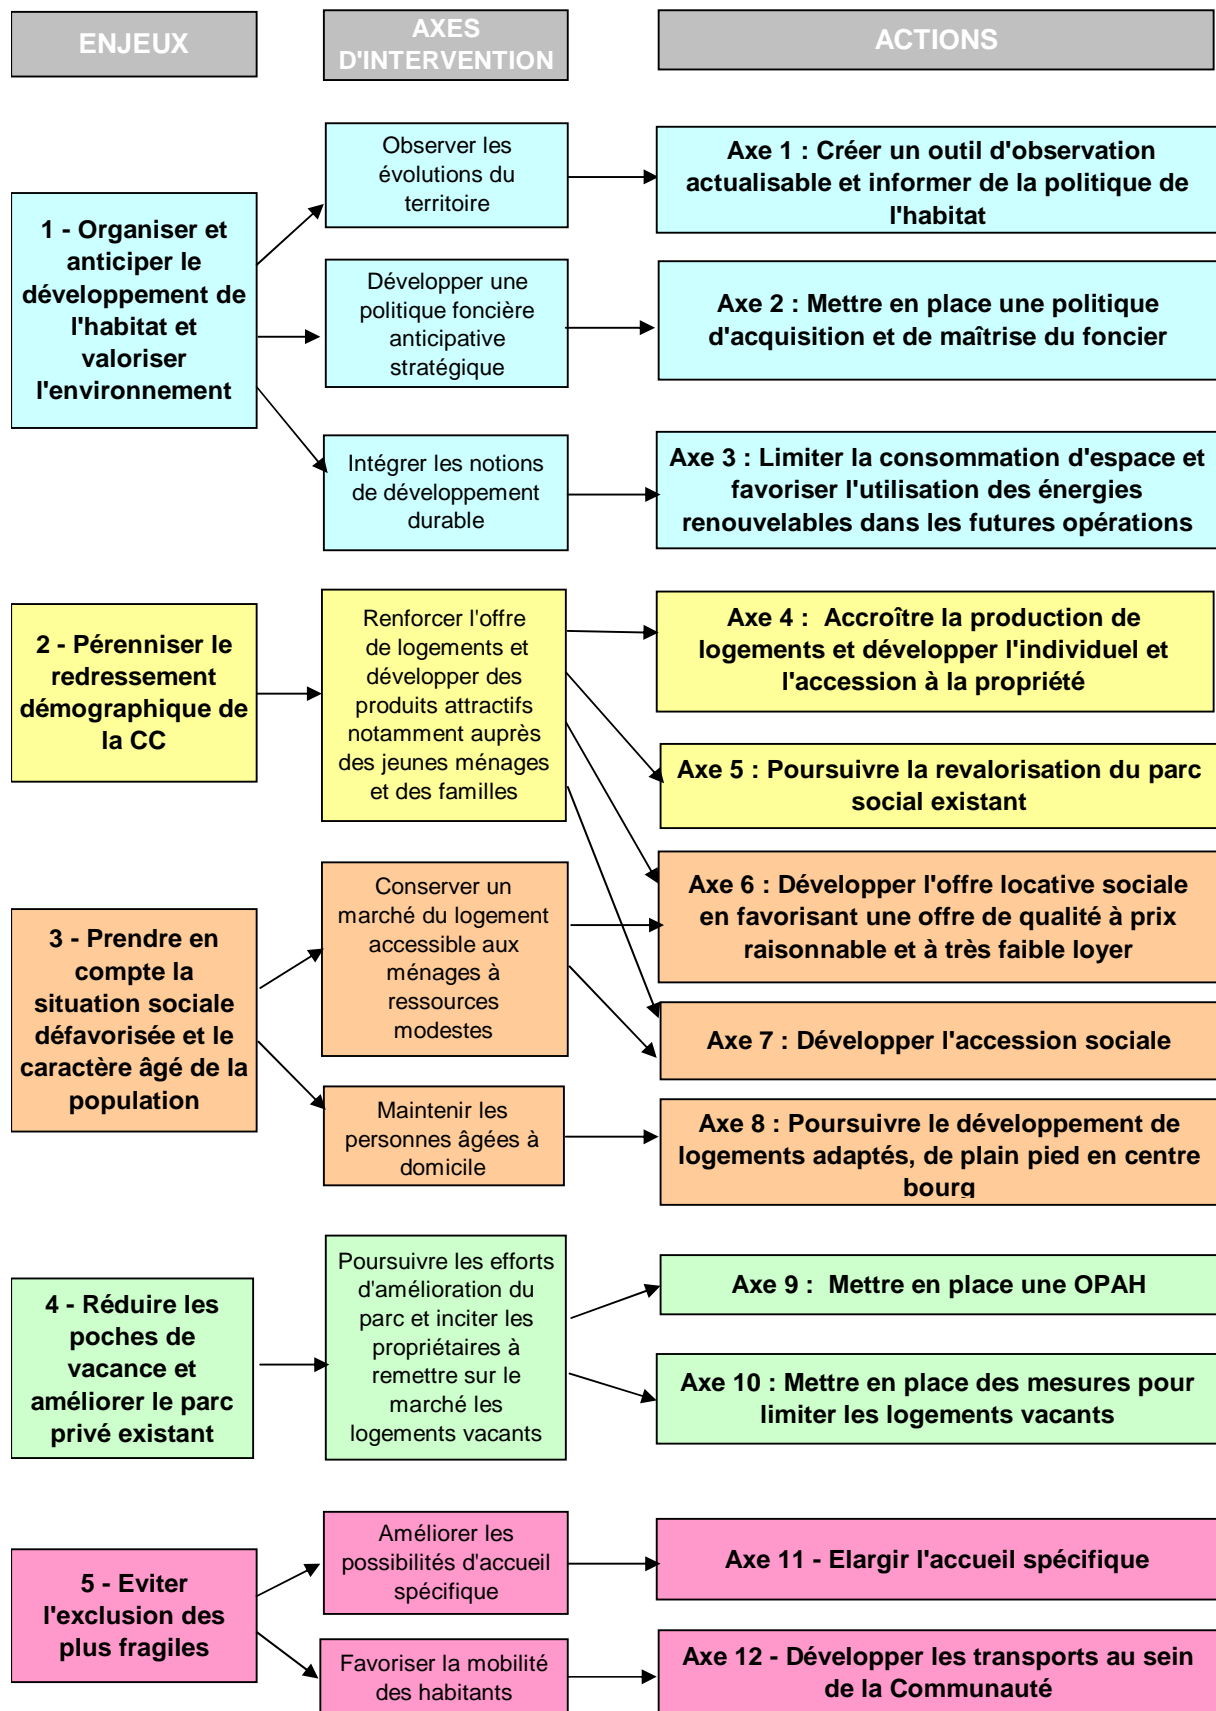 ENJEUX
AXES
D'INTERVENTION
ACTIONS
1 - Organiser et
anticiper le
développement de
l'habitat et
valoriser
l'environnement
Observer les
évolutions du
territoire
Axe 1 : Créer un outil d'observation
actualisable et informer de la politique de
l'habitat
Développer une
politique foncière
anticipative
stratégique
Axe 2 : Mettre en place une politique
d'acquisition et de maîtrise du foncier
Intégrer les notions
de développement
durable
Axe 3 : Limiter la consommation d'espace et
favoriser l'utilisation des énergies
renouvelables dans les futures opérations
2 - Pérenniser le
redressement
démographique de
la CC
Renforcer l'offre
de logements et
développer des
produits attractifs
notamment auprès
des jeunes ménages
et des familles
Axe 4 :  Accroître la production de
logements et développer l'individuel et
l'accession à la propriété
Axe 5 : Poursuivre la revalorisation du parc
social existant
3 - Prendre en
compte la
situation sociale
défavorisée et le
caractère âgé de la
population
Conserver un
marché du logement
accessible aux
ménages à
ressources
modestes
Axe 6 : Développer l'offre locative sociale
en favorisant une offre de qualité à prix
raisonnable et à très faible loyer
Axe 7 : Développer l'accession sociale
Maintenir les
personnes âgées à
domicile
Axe 8 : Poursuivre le développement de
logements adaptés, de plain pied en centre
bourg
4 - Réduire les
poches de
vacance et
améliorer le parc
privé existant
Poursuivre les efforts
d'amélioration du
parc et inciter les
propriétaires à
remettre sur le
marché les
logements vacants
Axe 9 :  Mettre en place une OPAH
Axe 10 : Mettre en place des mesures pour
limiter les logements vacants
5 - Eviter
l'exclusion des
plus fragiles
Améliorer les
possibilités d'accueil
spécifique
Axe 11 - Elargir l'accueil spécifique
Favoriser la mobilité
des habitants
Axe 12 - Développer les transports au sein
de la Communauté